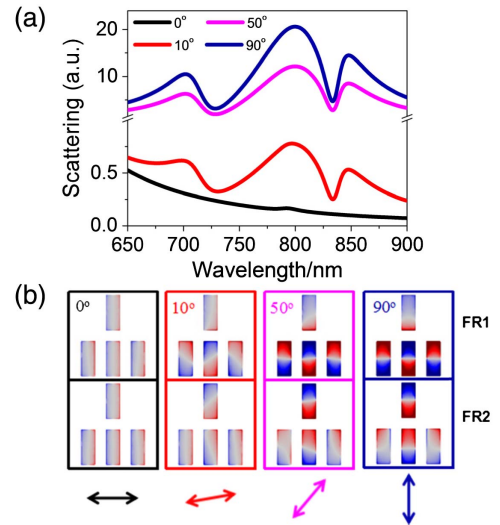 (a)
0° 50°
10° 90°
20
10
0.5
0.0
Scattering (a.u.)
650 700 750 800 850 900
Wavelength/nm
(b)
0° 10° 50° 90°
FR1
FR2